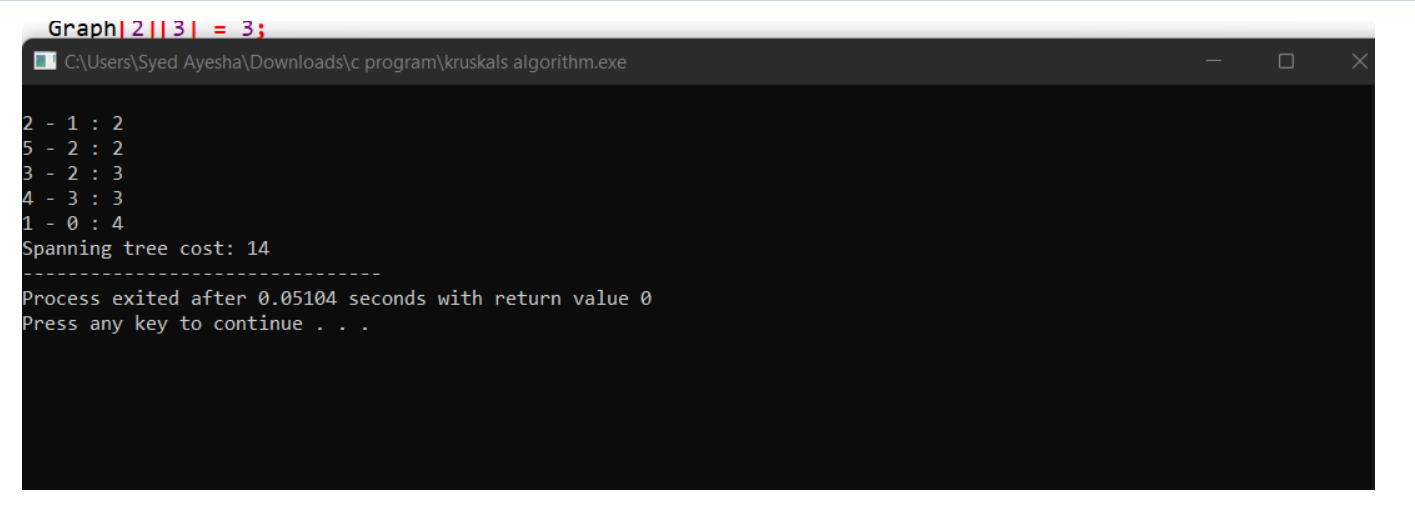 Graph[2][3] = 3;
C:\Users\Syed Ayesha\Downloads\c program\kruskals algorithm.exe
2 - 1 : 2
5 - 2 : 2
3 - 2 : 3
4 - 3 : 3
1 - 0 : 4
Spanning tree cost: 14
--------------------------------
Process exited after 0.05104 seconds with return value 0
Press any key to continue . . .